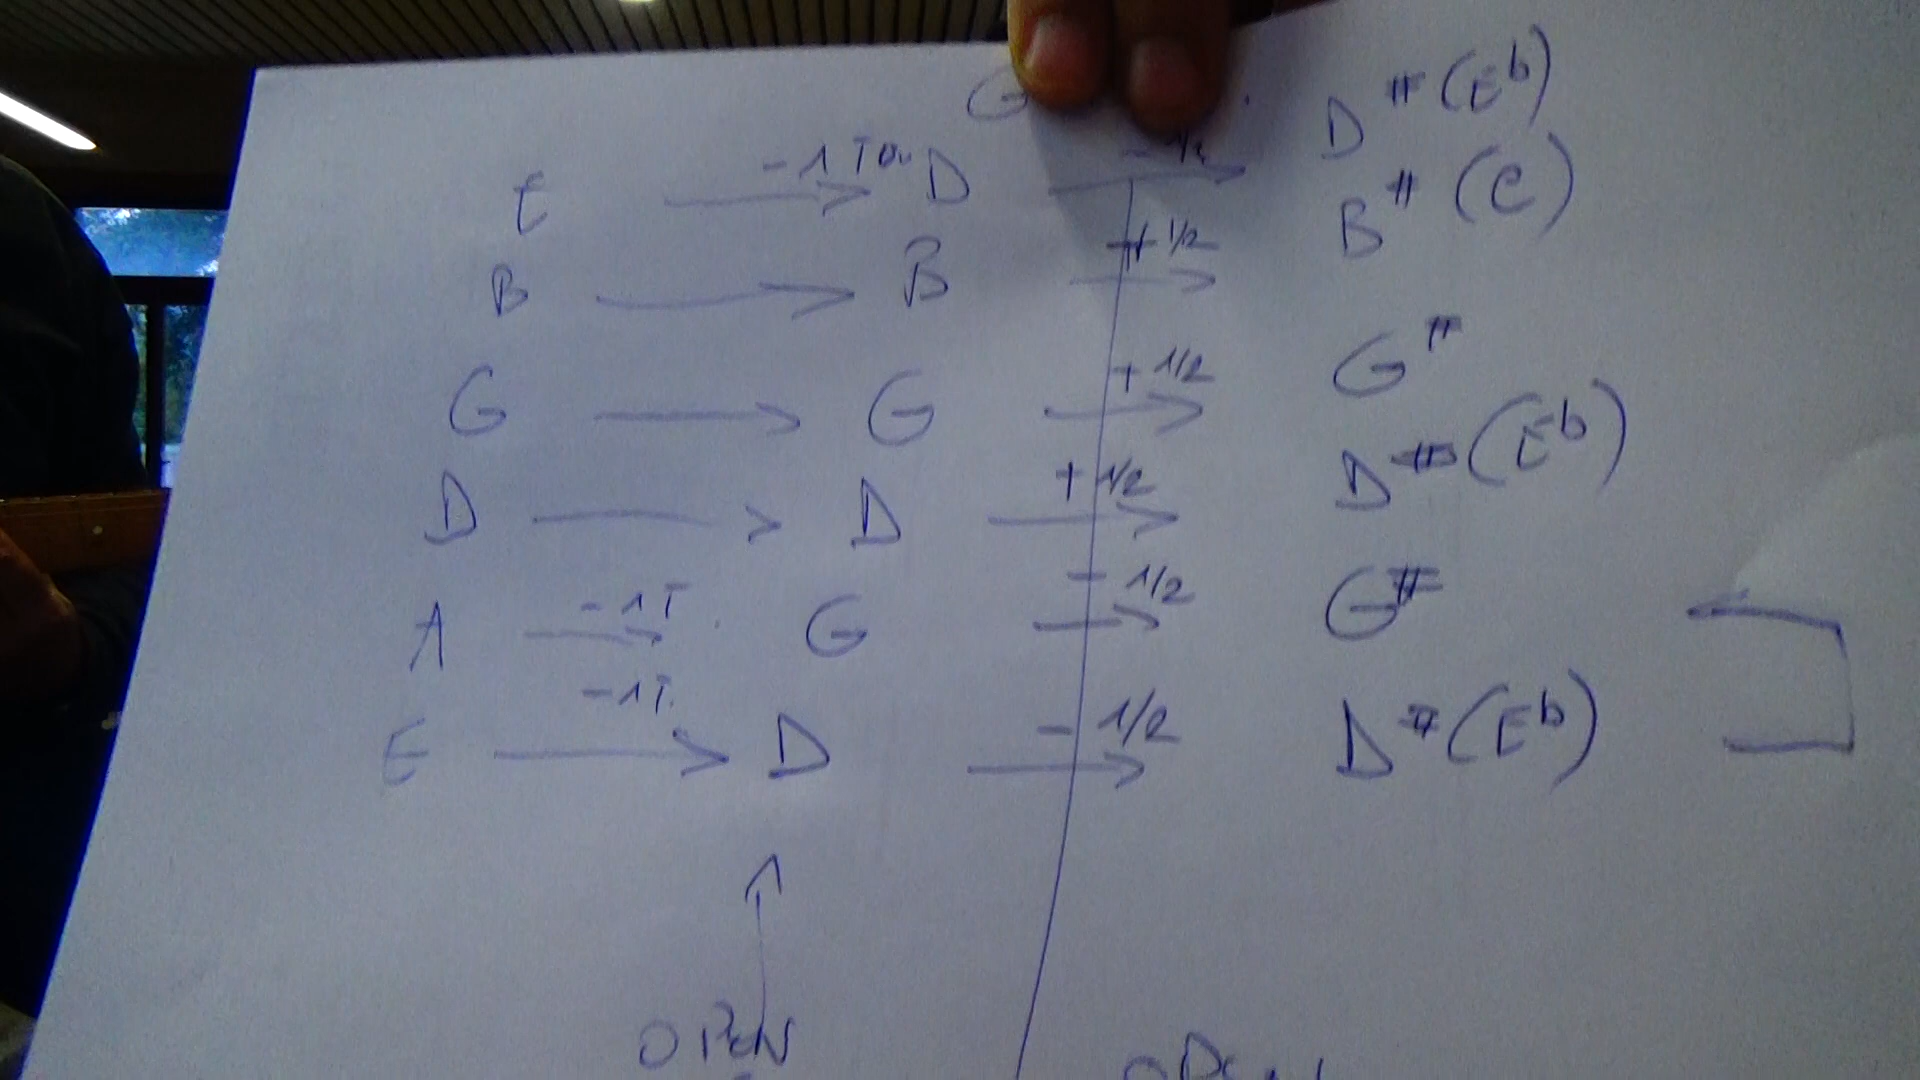 G
E -1 Ton D - 1/2 D# (Eb)
B B + 1/2 B# (C)
G G + 1/2 G#
D D + 1/2 D# (Eb)
A -1T. G - 1/2 G#
E -1T. D - 1/2 D# (Eb)
OPEN OPEN